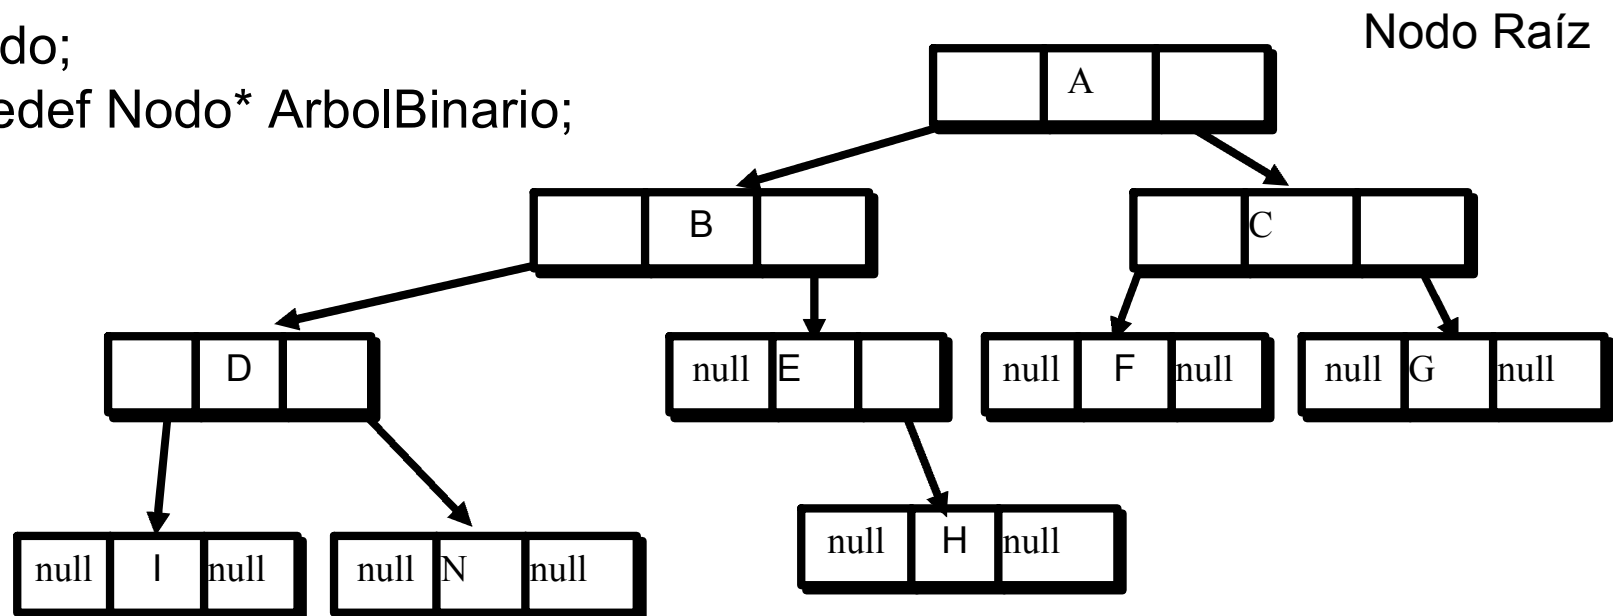 do;
edef Nodo* ArbolBinario;
Nodo Raíz
A
B
C
D
null E
null F null
null G null
null I null
null N null
null H null